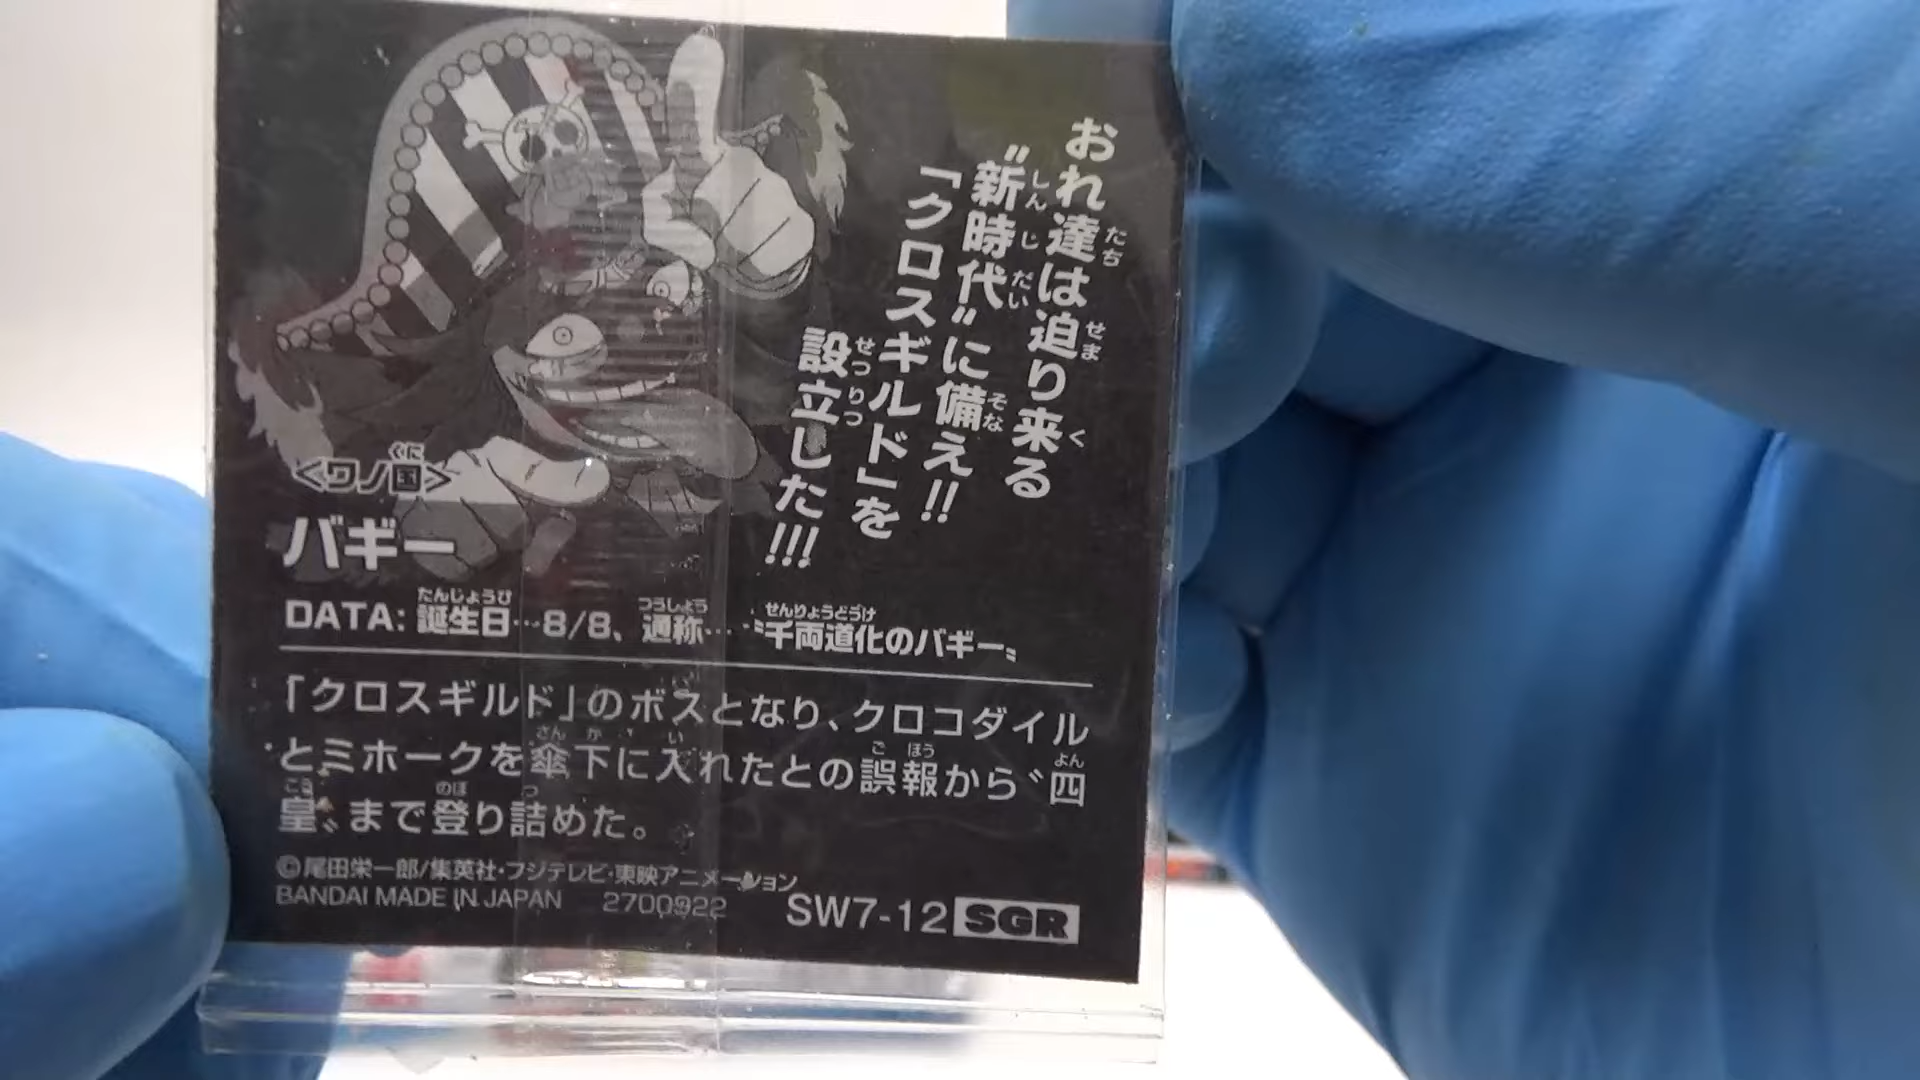 おれ達は迫り来る
〝新時代〟に備え!!
「クロスギルド」を
設立した!!!
<ワノ国>
バギー
DATA: 誕生日…8/8、通称…〝千両道化のバギー〟
「クロスギルド」のボスとなり、クロコダイル
とミホークを傘下に入れたとの誤報から〝四
皇〟まで登り詰めた。
©尾田栄一郎/集英社・フジテレビ・東映アニメーション
BANDAI MADE IN JAPAN 2700922
SW7-12 SGR